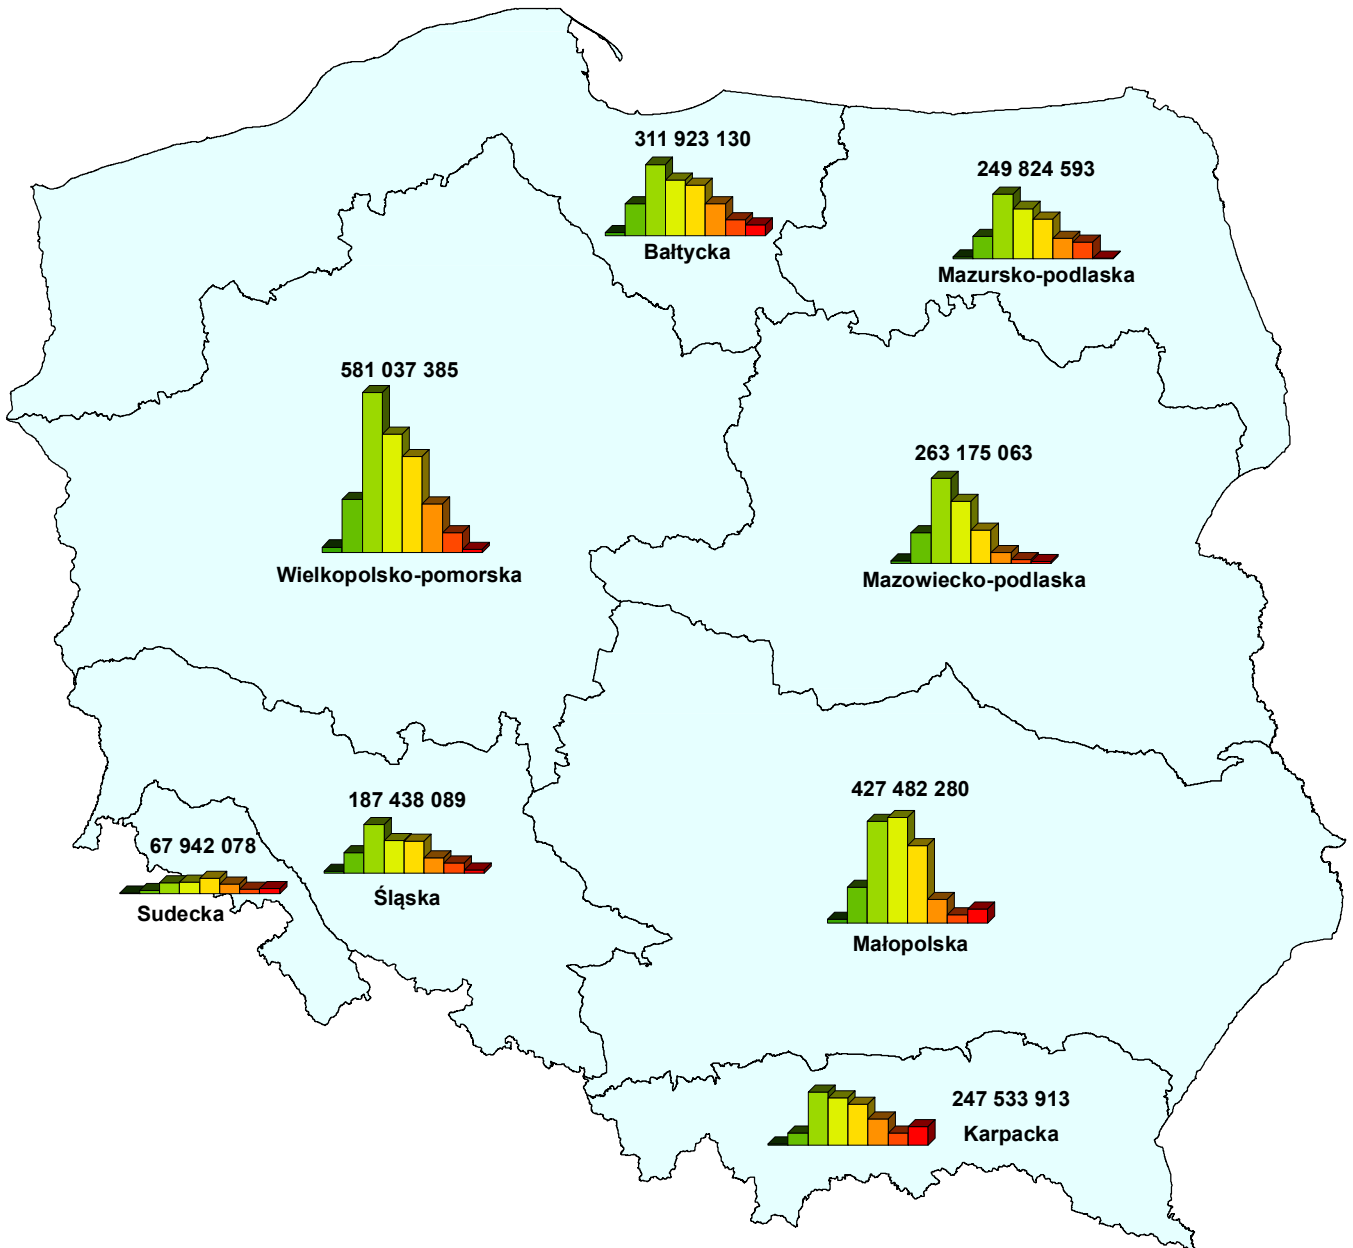 311 923 130
Bałtycka
249 824 593
Mazursko-podlaska
581 037 385
Wielkopolsko-pomorska
263 175 063
Mazowiecko-podlaska
187 438 089
Śląska
67 942 078
Sudecka
427 482 280
Małopolska
247 533 913
Karpacka